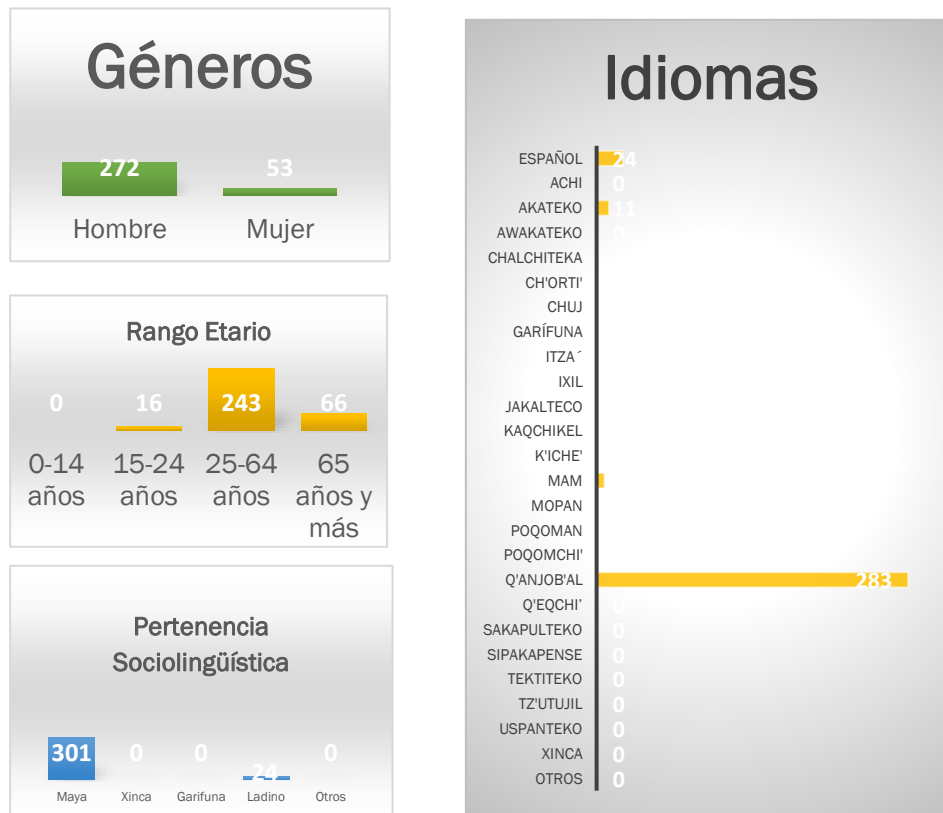 Géneros
272
53
Hombre
Mujer
Rango Etario
0
16
243
66
0-14
años
15-24
años
25-64
años
65
años y
más
Pertenencia
Sociolingüística
301
0
0
24
0
Maya
Xinca
Garifuna
Ladino
Otros
Idiomas
ESPAÑOL 24
ACHI 0
AKATEKO 11
AWAKATEKO 0
CHALCHITEKA
CH'ORTI'
CHUJ
GARÍFUNA
ITZA´
IXIL
JAKALTECO
KAQCHIKEL
K'ICHE'
MAM
MOPAN
POQOMAN
POQOMCHI'
Q'ANJOB'AL 283
Q'EQCHI’ 0
SAKAPULTEKO 0
SIPAKAPENSE 0
TEKTITEKO 0
TZ'UTUJIL 0
USPANTEKO 0
XINCA 0
OTROS 0